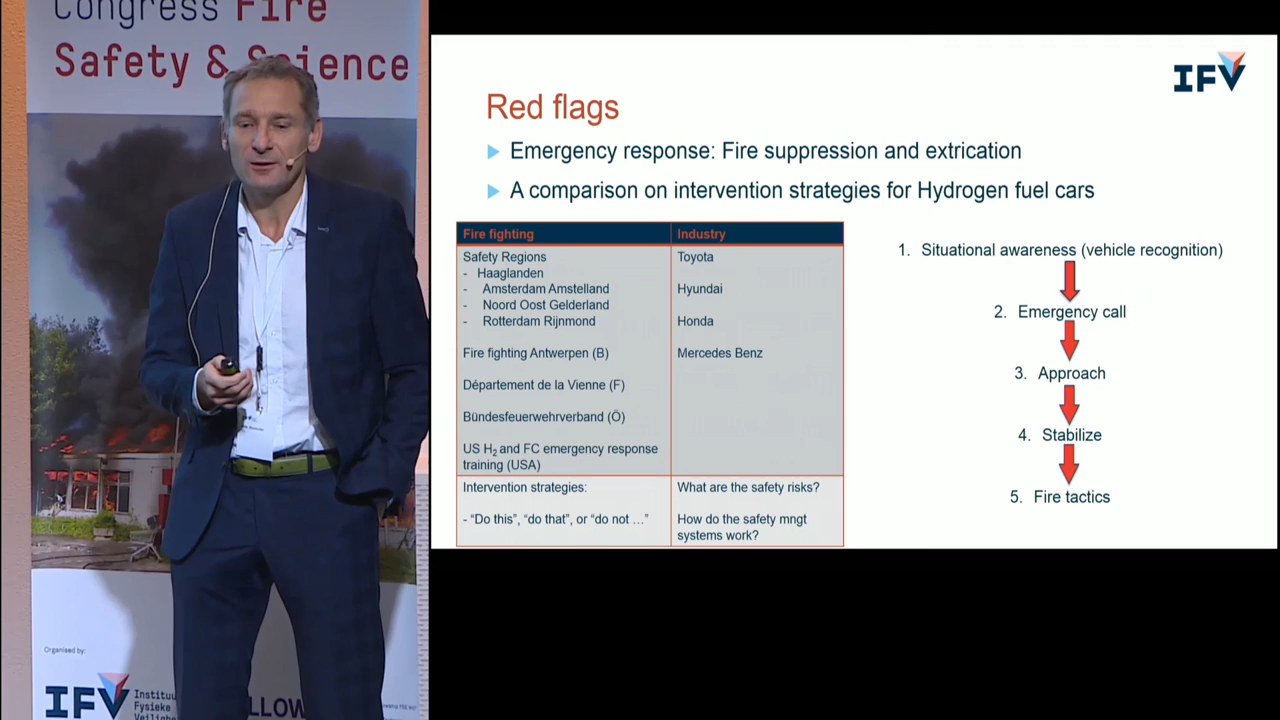 Congress Fire
Safety & Science
Organised by:
IFV
Instituu
Fysieke
Veilighe
LLOW
IFV
Red flags
Emergency response: Fire suppression and extrication
A comparison on intervention strategies for Hydrogen fuel cars
Fire fighting Industry
Safety Regions Toyota
- Haaglanden
- Amsterdam Amstelland Hyundai
- Noord Oost Gelderland
- Rotterdam Rijnmond Honda
Fire fighting Antwerpen (B) Mercedes Benz
Département de la Vienne (F)
Bündesfeuerwehrverband (Ö)
US H2 and FC emergency response
training (USA)
Intervention strategies: What are the safety risks?
- “Do this”, “do that”, or “do not …” How do the safety mngt
systems work?
1. Situational awareness (vehicle recognition)
2. Emergency call
3. Approach
4. Stabilize
5. Fire tactics